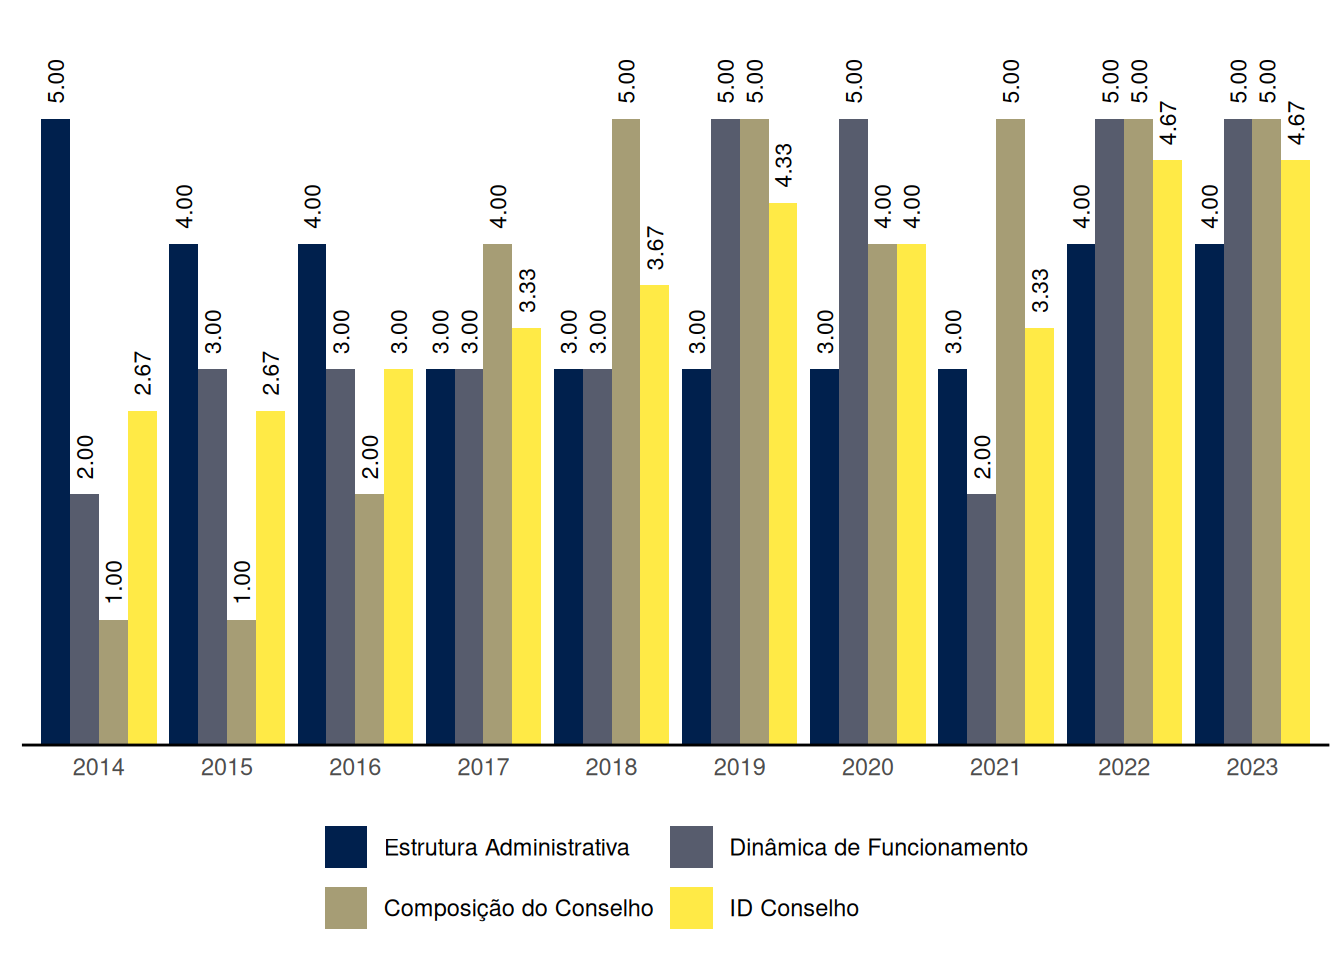 5.00 2.00 1.00 2.67
4.00 3.00 1.00 2.67
4.00 3.00 2.00 3.00
3.00 3.00 4.00 3.33
3.00 3.00 5.00 3.67
3.00 5.00 5.00 4.33
3.00 5.00 4.00 4.00
3.00 2.00 5.00 3.33
4.00 5.00 5.00 4.67
4.00 5.00 5.00 4.67
2014 2015 2016 2017 2018 2019 2020 2021 2022 2023
Estrutura Administrativa Dinâmica de Funcionamento
Composição do Conselho ID Conselho